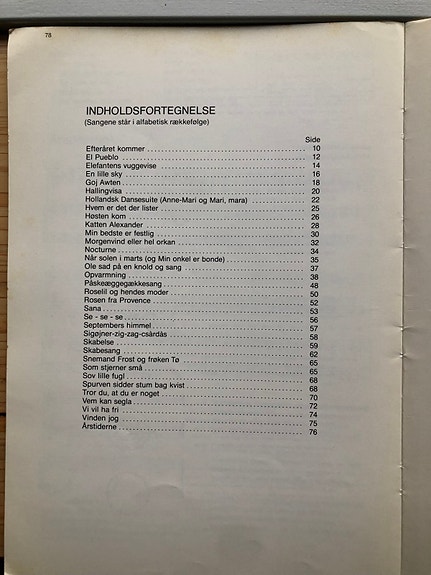 78
INDHOLDSFORTEGNELSE
(Sangene står i alfabetisk rækkefølge)
Side
Efteråret kommer 10
El Pueblo 12
Elefantens vuggevise 14
En lille sky 16
Goj Awten 18
Hallingvisa 20
Hollandsk Dansesuite (Anne-Mari og Mari, mara) 22
Hvem er det der lister 25
Høsten kom 26
Katten Alexander 28
Min bedste er festlig 30
Morgenvind eller hel orkan 32
Nocturne 34
Når solen i marts (og Min onkel er bonde) 35
Ole sad på en knold og sang 37
Opvarmning 38
Påskeæggegækkesang 48
Roselil og hendes moder 50
Rosen fra Provence 52
Sana 53
Se - se - se 56
Septembers himmel 57
Sigøjner-zig-zag-csàrdàs 58
Skabelse 59
Skabesang 62
Snemand Frost og frøken Tø 65
Som stjerner små 65
Sov lille fugl 68
Spurven sidder stum bag kvist 68
Tror du, at du er noget 70
Vem kan segla 72
Vi vil ha fri 74
Vinden jog 75
Årstiderne 76